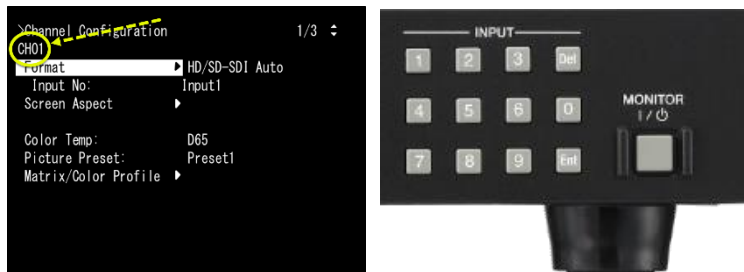 〉Channel Configuration 1/3
CH01
Format ▶ HD/SD-SDI Auto
Input No: Input1
Screen Aspect ▶
Color Temp: D65
Picture Preset: Preset1
Matrix/Color Profile ▶
INPUT
1 2 3 Del
4 5 6 0
7 8 9 Ent
MONITOR
I / ⏻